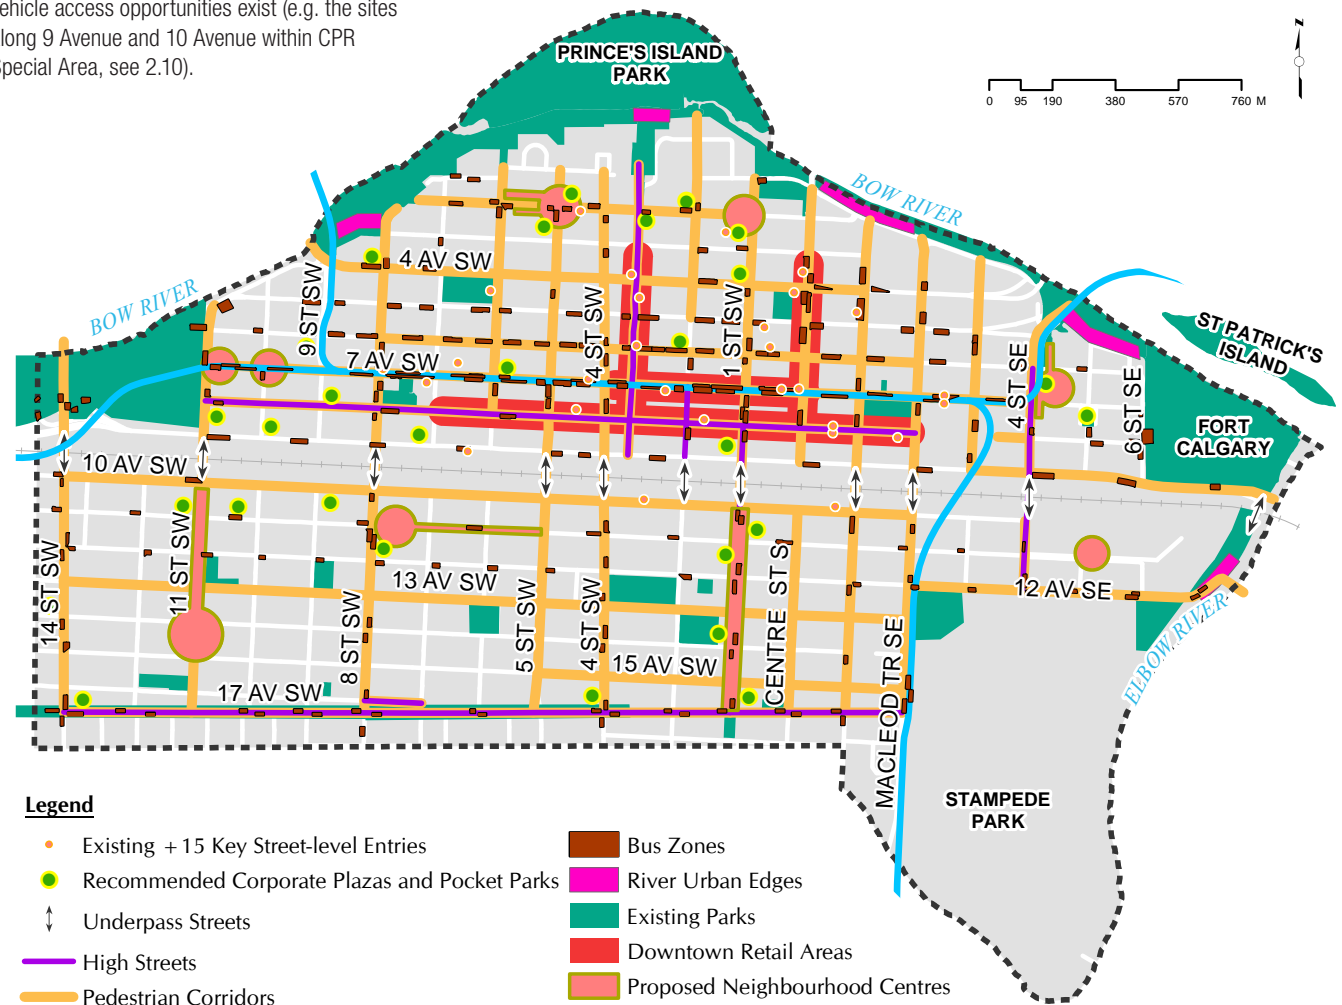 ehicle access opportunities exist (e.g. the sites
long 9 Avenue and 10 Avenue within CPR
Special Area, see 2.10).
N
0 95 190 380 570 760 M
PRINCE'S ISLAND
PARK
BOW RIVER
BOW RIVER
4 AV SW
9 ST SW
4 ST SW
1 ST SW
7 AV SW
4 ST SE
6 ST SE
ST PATRICK'S
ISLAND
FORT
CALGARY
10 AV SW
14 ST SW
11 ST SW
8 ST SW
13 AV SW
5 ST SW
4 ST SW
15 AV SW
CENTRE ST S
12 AV SE
17 AV SW
MACLEOD TR SE
ELBOW RIVER
STAMPEDE
PARK
Legend
Existing +15 Key Street-level Entries
Recommended Corporate Plazas and Pocket Parks
Underpass Streets
High Streets
Pedestrian Corridors
Bus Zones
River Urban Edges
Existing Parks
Downtown Retail Areas
Proposed Neighbourhood Centres